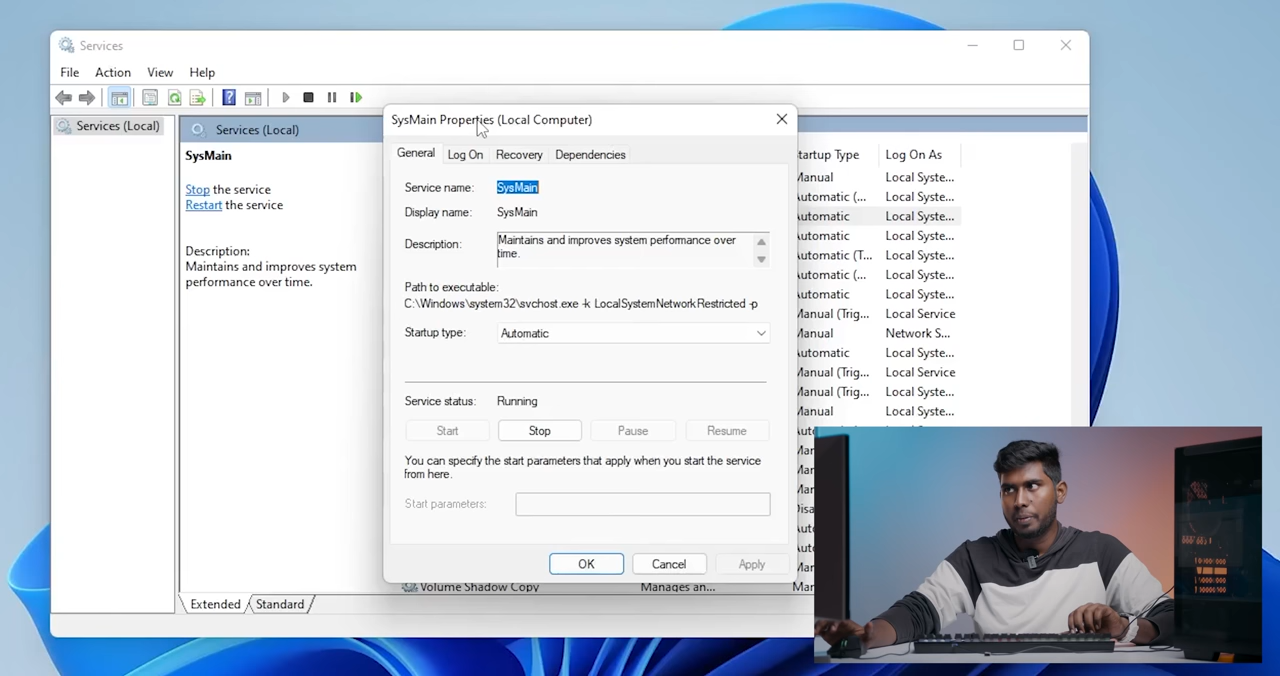 Services
File Action View Help
Services (Local)
Services (Local)
SysMain
Stop the service
Restart the service
Description:
Maintains and improves system
performance over time.
Extended
Standard
SysMain Properties (Local Computer)
General Log On Recovery Dependencies
Service name: SysMain
Display name: SysMain
Description: Maintains and improves system performance over
time.
Path to executable:
C:\Windows\system32\svchost.exe -k LocalSystemNetworkRestricted -p
Startup type: Automatic
Service status: Running
Start Stop Pause Resume
You can specify the start parameters that apply when you start the service
from here.
Start parameters:
OK Cancel Apply
tartup Type Log On As
Manual Local Syste...
Automatic (... Local Syste...
Automatic Local Syste...
Automatic Local Syste...
Automatic (T... Local Syste...
Automatic (... Local Syste...
Automatic Local Syste...
Manual (Trig... Local Service
Manual Network S...
Automatic Local Syste...
Manual (Trig... Local Service
Manual (Trig... Local Syste...
Manual Local Syste...
Volume Shadow Copy Manages an...